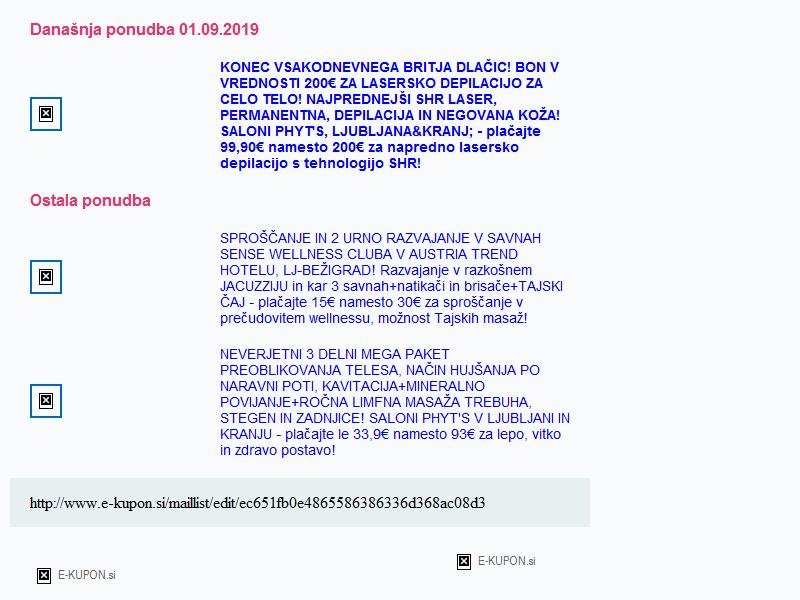 Današnja ponudba 01.09.2019
KONEC VSAKODNEVNEGA BRITJA DLAČIC! BON V
VREDNOSTI 200€ ZA LASERSKO DEPILACIJO ZA
CELO TELO! NAJPREDNEJŠI SHR LASER,
PERMANENTNA, DEPILACIJA IN NEGOVANA KOŽA!
SALONI PHYT'S, LJUBLJANA&KRANJ; - plačajte
99,90€ namesto 200€ za napredno lasersko
depilacijo s tehnologijo SHR!
Ostala ponudba
SPROŠČANJE IN 2 URNO RAZVAJANJE V SAVNAH
SENSE WELLNESS CLUBA V AUSTRIA TREND
HOTELU, LJ-BEŽIGRAD! Razvajanje v razkošnem
JACUZZIJU in kar 3 savnah+natikači in brisače+TAJSKI
ČAJ - plačajte 15€ namesto 30€ za sproščanje v
prečudovitem wellnessu, možnost Tajskih masaž!
NEVERJETNI 3 DELNI MEGA PAKET
PREOBLIKOVANJA TELESA, NAČIN HUJŠANJA PO
NARAVNI POTI, KAVITACIJA+MINERALNO
POVIJANJE+ROČNA LIMFNA MASAŽA TREBUHA,
STEGEN IN ZADNJICE! SALONI PHYT'S V LJUBLJANI IN
KRANJU - plačajte le 33,9€ namesto 93€ za lepo, vitko
in zdravo postavo!
http://www.e-kupon.si/maillist/edit/ec651fb0e4865586386336d368ac08d3
E-KUPON.si
E-KUPON.si